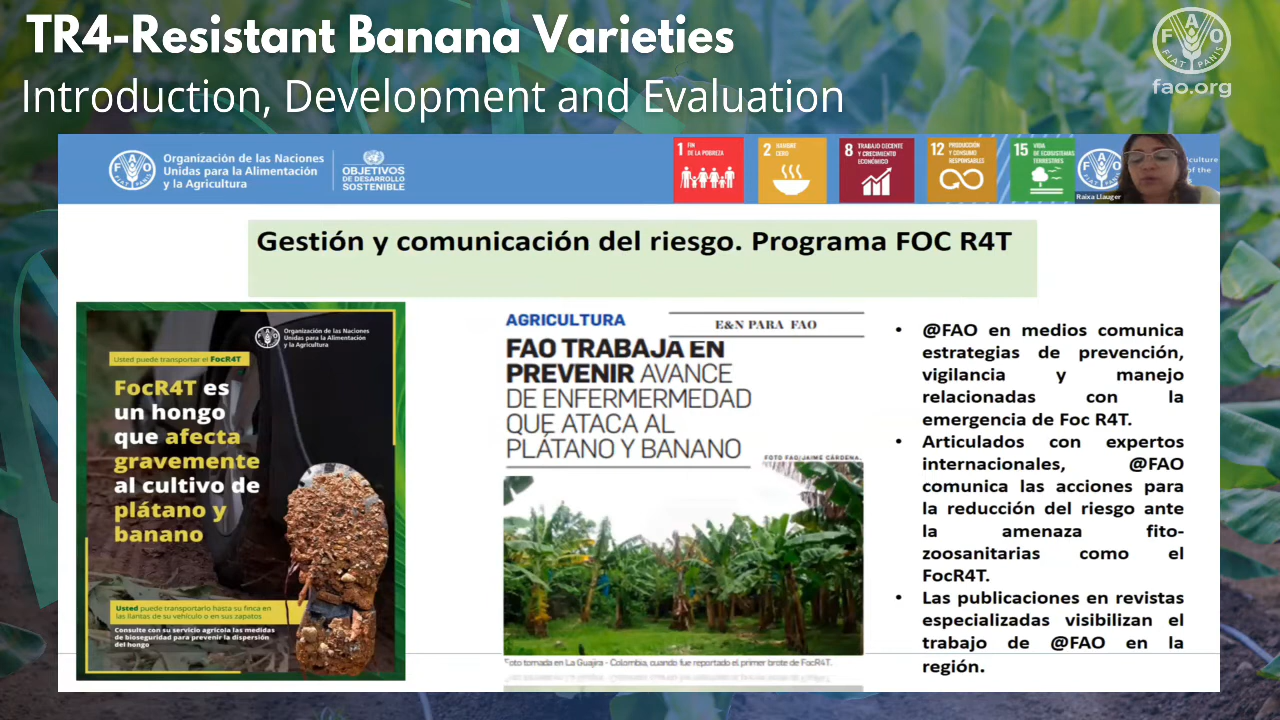 TR4-Resistant Banana Varieties
Introduction, Development and Evaluation
FAO
FIAT PANIS
fao.org
Organización de las Naciones
Unidas para la Alimentación
y la Agricultura
OBJETIVOS
DE DESARROLLO
SOSTENIBLE
1 FIN
DE LA POBREZA
2 HAMBRE
CERO
8 TRABAJO DECENTE
Y CRECIMIENTO
ECONÓMICO
12 PRODUCCIÓN
Y CONSUMO
RESPONSABLES
15 VIDA
DE ECOSISTEMAS
TERRESTRES
culture
of the
Raixa Llauger
Gestión y comunicación del riesgo. Programa FOC R4T
Organización de las Naciones
Unidas para la Alimentación
y la Agricultura
Usted puede transportar el FocR4T
FocR4T es
un hongo
que afecta
gravemente
al cultivo de
plátano y
banano
Usted puede transportarlo hasta su finca en
las llantas de su vehículo o en sus zapatos
Consulte con su servicio agrícola las medidas
de bioseguridad para prevenir la dispersión
del hongo
AGRICULTURA
E&N PARA FAO
FAO TRABAJA EN
PREVENIR AVANCE
DE ENFERMERMEDAD
QUE ATACA AL
PLÁTANO Y BANANO
FOTO FAO/JAIME CÁRDENA.
Foto tomada en La Guajira - Colombia, cuando fue reportado el primer brote de FocR4T.
• @FAO en medios comunica
estrategias de prevención,
vigilancia y manejo
relacionadas con la
emergencia de Foc R4T.
• Articulados con expertos
internacionales, @FAO
comunica las acciones para
la reducción del riesgo ante
la amenaza fito-
zoosanitarias como el
FocR4T.
• Las publicaciones en revistas
especializadas visibilizan el
trabajo de @FAO en la
región.